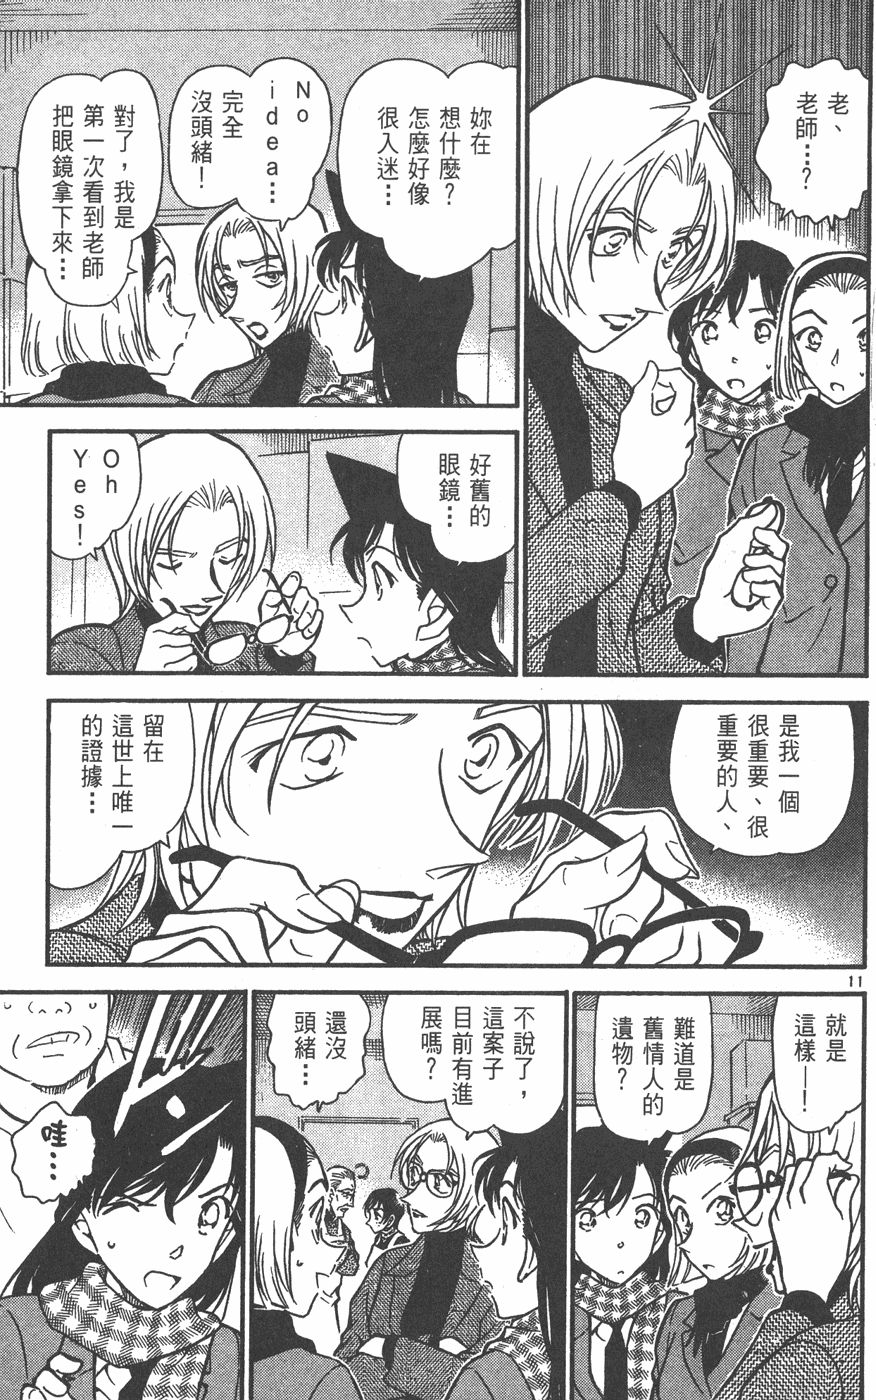 老、
老師…?
妳在
想什麼?
怎麼好像
很入迷…
No
idea…
完全
沒頭緒!
對了，我是
第一次看到老師
把眼鏡拿下來…
好舊的
眼鏡…
Oh
Yes!
是我一個
很重要、很
重要的人、
留在
這世上唯一
的證據…
11
就是
這樣—!
難道是
舊情人的
遺物?
不說了，
這案子
目前有進
展嗎?
還沒
頭緒…
哇…